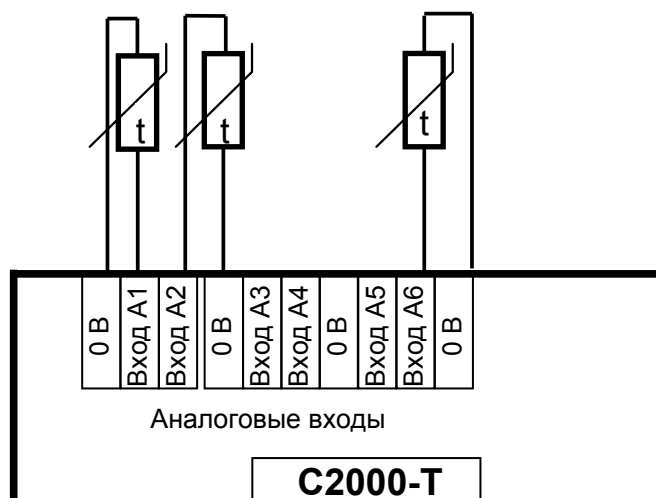 t
t
t
0 В
Вход А1
Вход А2
0 В
Вход А3
Вход А4
0 В
Вход А5
Вход А6
0 В
Аналоговые входы
С2000-Т